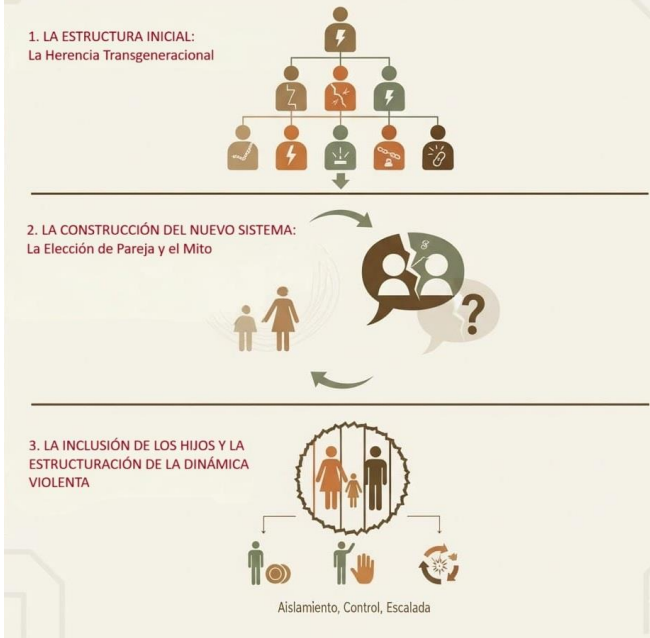 1. LA ESTRUCTURA INICIAL:
La Herencia Transgeneracional
2. LA CONSTRUCCIÓN DEL NUEVO SISTEMA:
La Elección de Pareja y el Mito
?
3. LA INCLUSIÓN DE LOS HIJOS Y LA
ESTRUCTURACIÓN DE LA DINÁMICA
VIOLENTA
Aislamiento, Control, Escalada